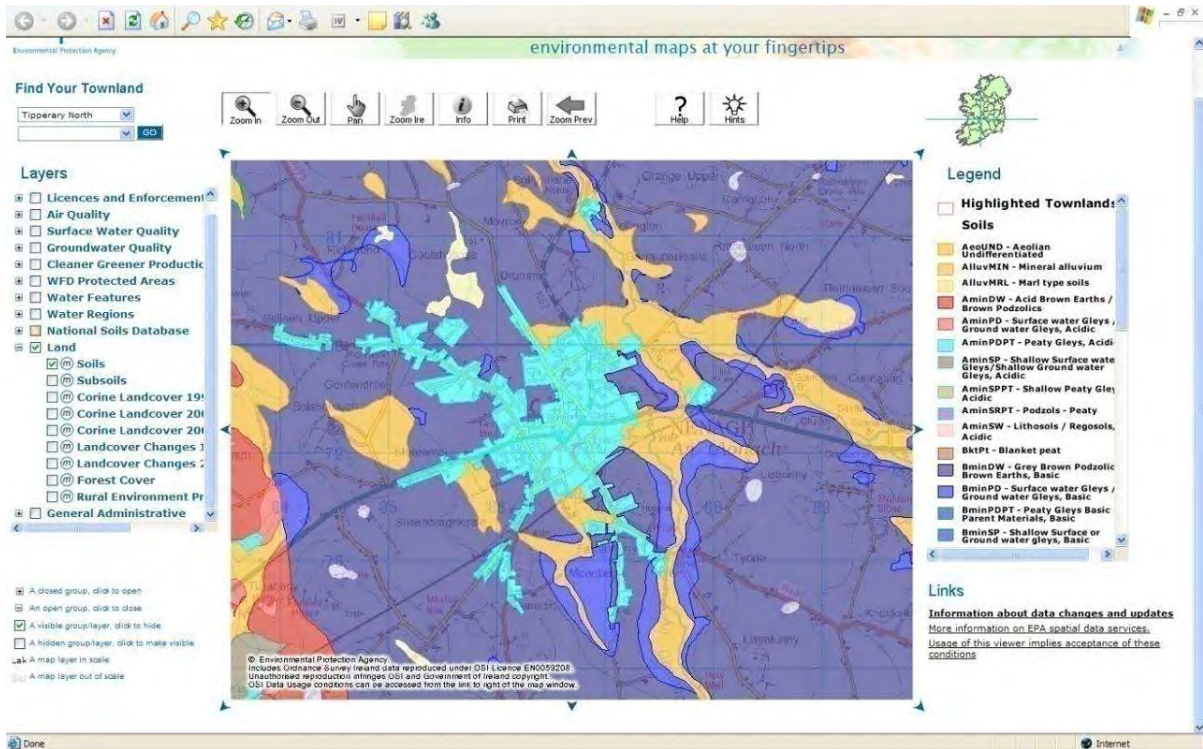 Environmental Protection Agency
environmental maps at your fingertips
Find Your Townland
Tipperary North
GO
Zoom In
Zoom Out
Pan
Zoom Ire
Info
Print
Zoom Prev
Help
Hints
Layers
Licences and Enforcement
Air Quality
Surface Water Quality
Groundwater Quality
Cleaner Greener Productic
WFD Protected Areas
Water Features
Water Regions
National Soils Database
Land
Soils
Subsoils
Corine Landcover 199
Corine Landcover 200
Corine Landcover 200
Landcover Changes 1
Landcover Changes 2
Forest Cover
Rural Environment Pr
General Administrative
A closed group, click to open
An open group, click to close
A visible group/layer, click to hide
A hidden group/layer, click to make visible
A map layer in scale
A map layer out of scale
Grange Upper
Richmond
NENAGH
An tAonach
Lisbonny
Tyone
© Environmental Protection Agency
Includes Ordnance Survey Ireland data reproduced under OSI Licence EN0059208.
Unauthorised reproduction infringes OSI and Government of Ireland copyright.
OSI Data Usage conditions can be accessed from the link to right of the map window.
Legend
Highlighted Townlands
Soils
AeoUND - Aeolian
Undifferentiated
AlluvMIN - Mineral alluvium
AlluvMRL - Marl type soils
AminDW - Acid Brown Earths /
Brown Podzolics
AminPD - Surface water Gleys /
Ground water Gleys, Acidic
AminPDPT - Peaty Gleys, Acidi
AminSP - Shallow Surface wate
Gleys/Shallow Ground water
Gleys, Acidic
AminSPPT - Shallow Peaty Gley
Acidic
AminSRPT - Podzols - Peaty
AminSW - Lithosols / Regosols,
Acidic
BktPt - Blanket peat
BminDW - Grey Brown Podzolic
Brown Earths, Basic
BminPD - Surface water Gleys /
Ground water Gleys, Basic
BminPDPT - Peaty Gleys Basic
Parent Materials, Basic
BminSP - Shallow Surface or
Ground water gleys, Basic
Links
Information about data changes and updates
More information on EPA spatial data services.
Usage of this viewer implies acceptance of these
conditions
Done
Internet